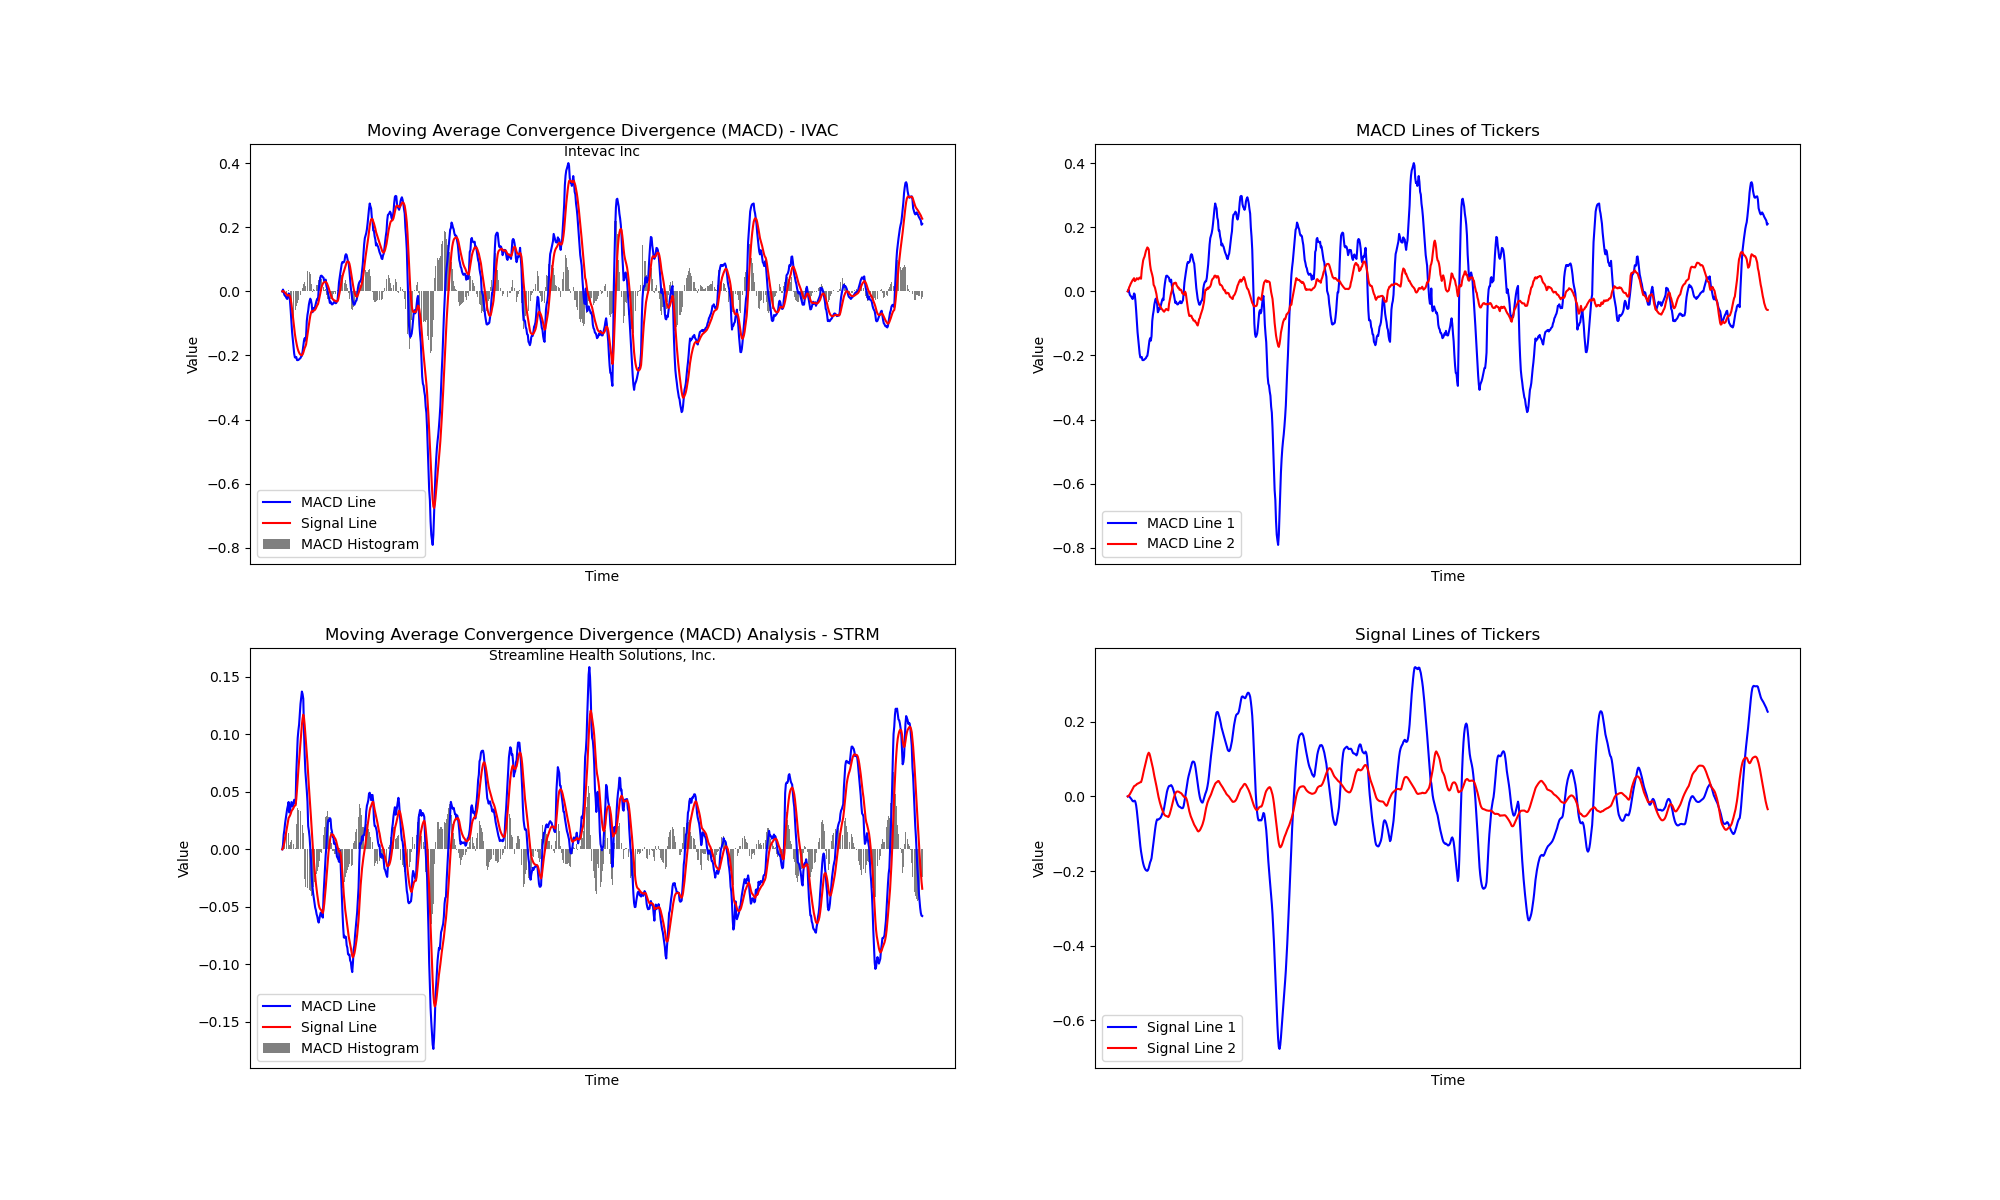 Moving Average Convergence Divergence (MACD) - IVAC
Intevac Inc
0.4
0.2
0.0
−0.2
−0.4
−0.6
−0.8
Value
MACD Line
Signal Line
MACD Histogram
Time
MACD Lines of Tickers
0.4
0.2
0.0
−0.2
−0.4
−0.6
−0.8
Value
MACD Line 1
MACD Line 2
Time
Moving Average Convergence Divergence (MACD) Analysis - STRM
Streamline Health Solutions, Inc.
0.15
0.10
0.05
0.00
−0.05
−0.10
−0.15
Value
MACD Line
Signal Line
MACD Histogram
Time
Signal Lines of Tickers
0.2
0.0
−0.2
−0.4
−0.6
Value
Signal Line 1
Signal Line 2
Time